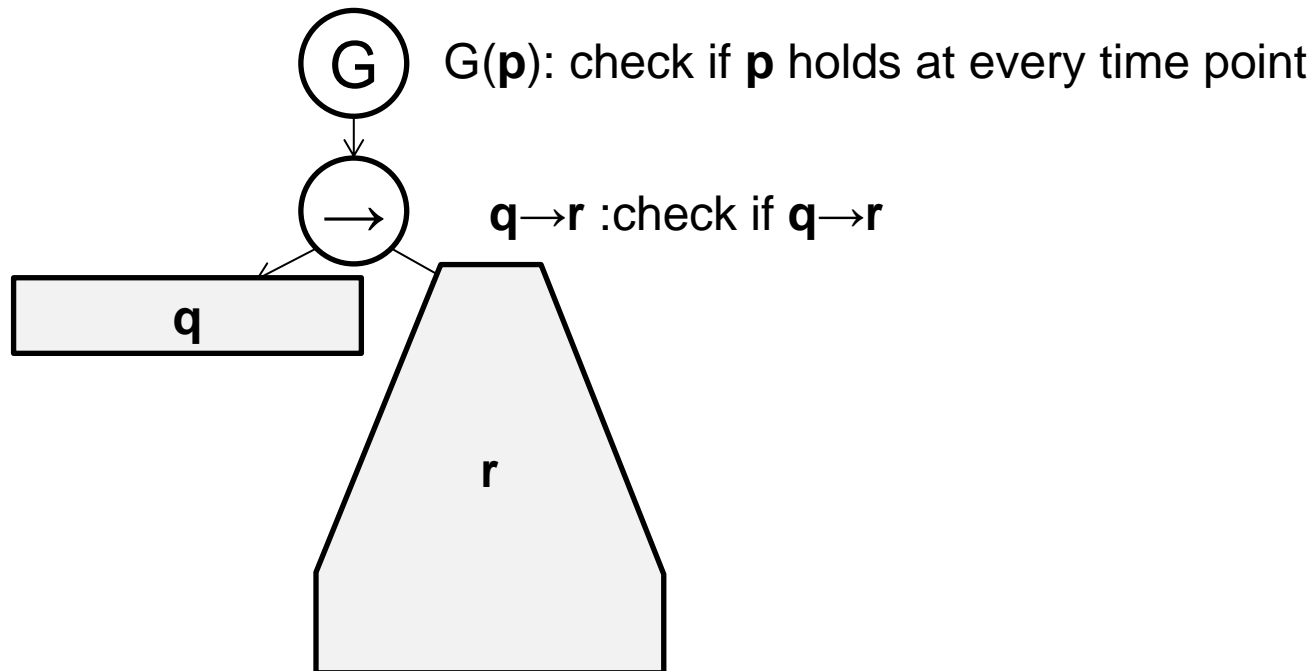 G G(p): check if p holds at every time point
→ q→r :check if q→r
q
r